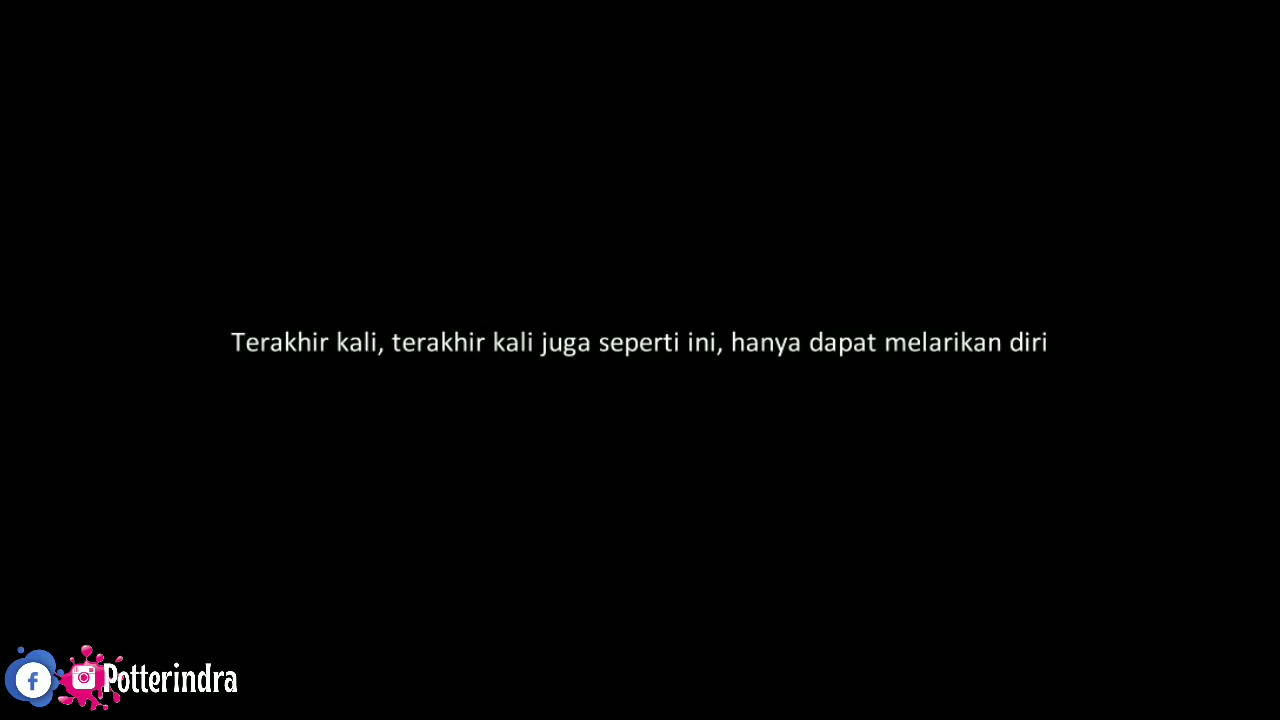 Terakhir kali, terakhir kali juga seperti ini, hanya dapat melarikan diri
f Potterindra